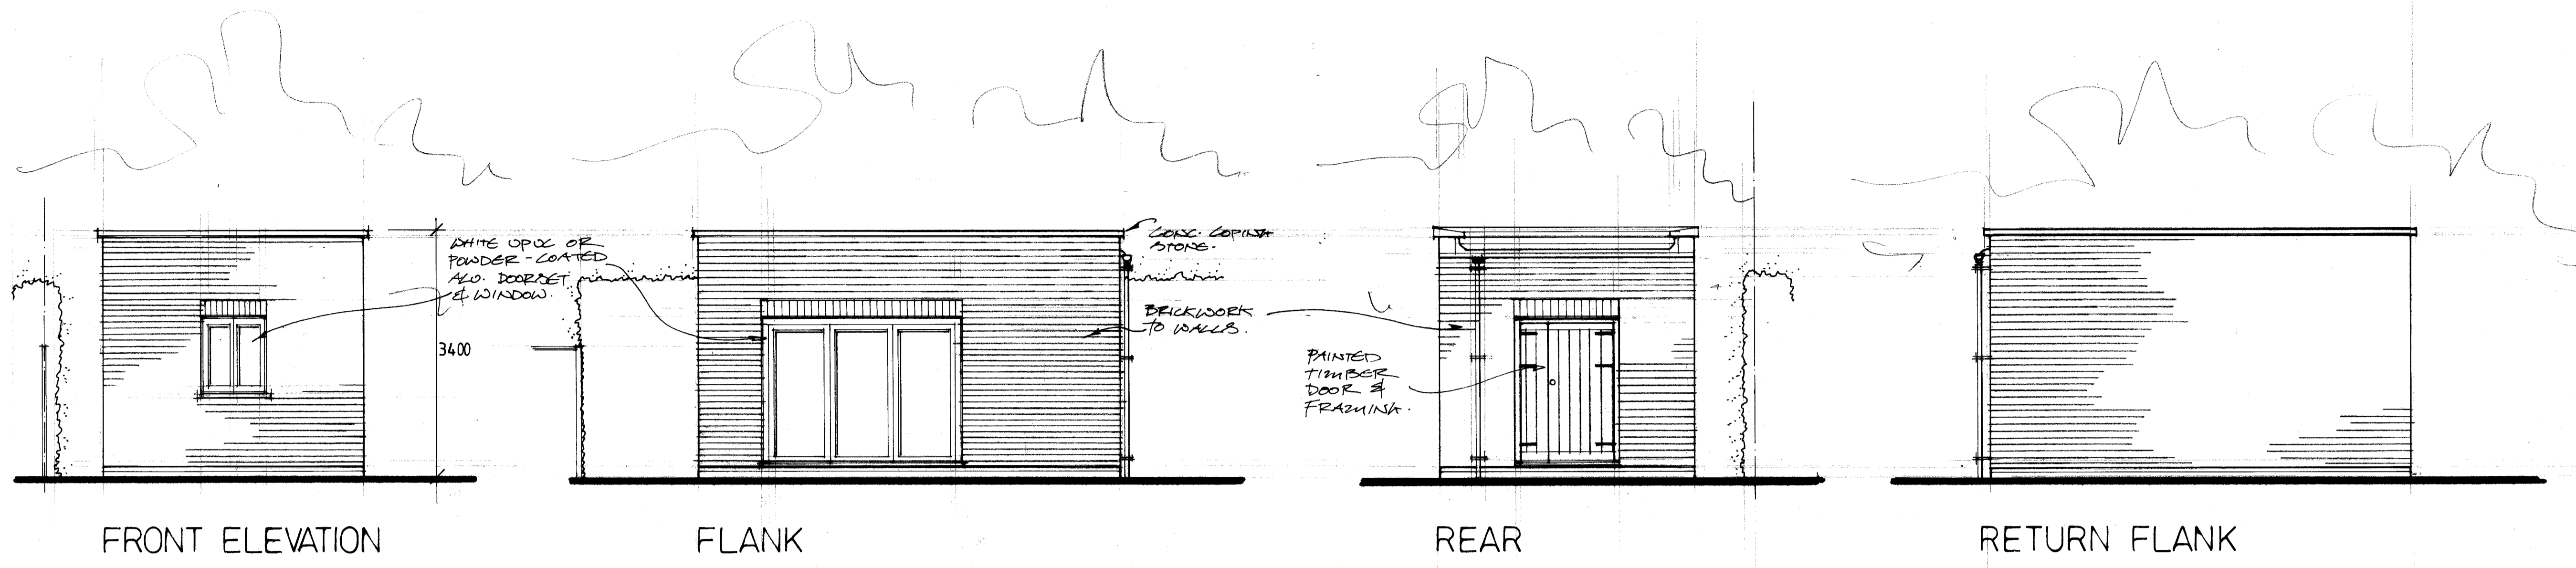 WHITE UPVC OR
POWDER-COATED
ALU. DOORSET
& WINDOW.
3400
CONC. COPING
STONE.
BRICKWORK
TO WALLS.
PAINTED
TIMBER
DOOR &
FRAMING.
FRONT ELEVATION
FLANK
REAR
RETURN FLANK